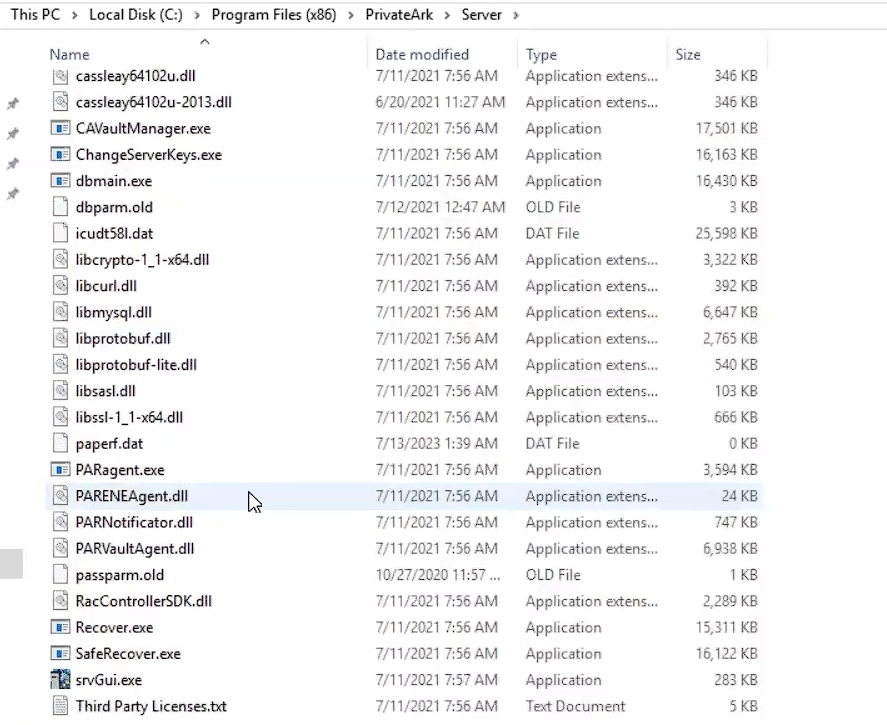 This PC > Local Disk (C:) > Program Files (x86) > PrivateArk > Server >
Name Date modified Type Size
cassleay64102u.dll 7/11/2021 7:56 AM Application extens... 346 KB
cassleay64102u-2013.dll 6/20/2021 11:27 AM Application extens... 346 KB
CAVaultManager.exe 7/11/2021 7:56 AM Application 17,501 KB
ChangeServerKeys.exe 7/11/2021 7:56 AM Application 16,163 KB
dbmain.exe 7/11/2021 7:56 AM Application 16,430 KB
dbparm.old 7/12/2021 12:47 AM OLD File 3 KB
icudt58l.dat 7/11/2021 7:56 AM DAT File 25,598 KB
libcrypto-1_1-x64.dll 7/11/2021 7:56 AM Application extens... 3,322 KB
libcurl.dll 7/11/2021 7:56 AM Application extens... 392 KB
libmysql.dll 7/11/2021 7:56 AM Application extens... 6,647 KB
libprotobuf.dll 7/11/2021 7:56 AM Application extens... 2,765 KB
libprotobuf-lite.dll 7/11/2021 7:56 AM Application extens... 540 KB
libsasl.dll 7/11/2021 7:56 AM Application extens... 103 KB
libssl-1_1-x64.dll 7/11/2021 7:56 AM Application extens... 666 KB
paperf.dat 7/13/2023 1:39 AM DAT File 0 KB
PARagent.exe 7/11/2021 7:56 AM Application 3,594 KB
PARENEAgent.dll 7/11/2021 7:56 AM Application extens... 24 KB
PARNotificator.dll 7/11/2021 7:56 AM Application extens... 747 KB
PARVaultAgent.dll 7/11/2021 7:56 AM Application extens... 6,938 KB
passparm.old 10/27/2020 11:57 ... OLD File 1 KB
RacControllerSDK.dll 7/11/2021 7:56 AM Application extens... 2,289 KB
Recover.exe 7/11/2021 7:56 AM Application 15,311 KB
SafeRecover.exe 7/11/2021 7:56 AM Application 16,122 KB
srvGui.exe 7/11/2021 7:57 AM Application 283 KB
Third Party Licenses.txt 7/11/2021 7:56 AM Text Document 5 KB